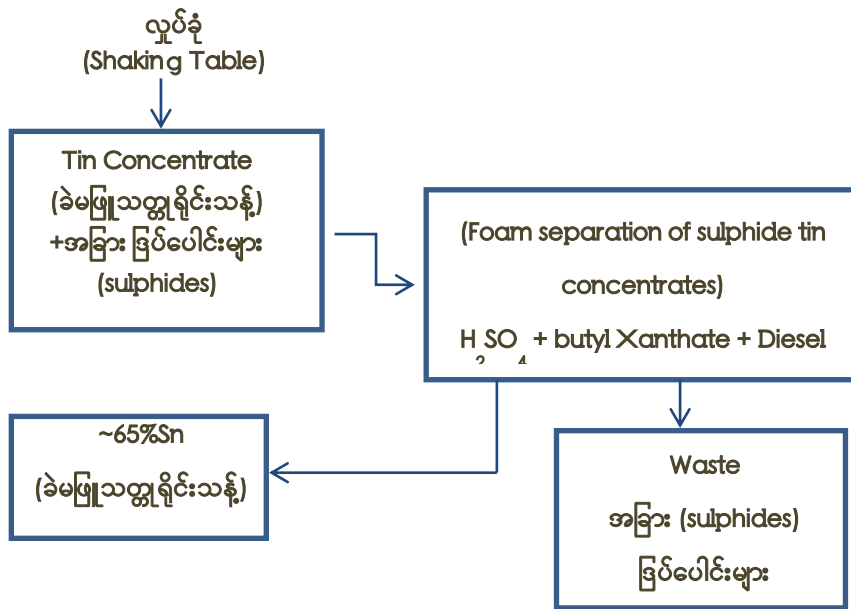 လှုပ်ခုံ
(Shaking Table)
Tin Concentrate
(ခဲမဖြူသတ္တုရိုင်းသန့်)
+အခြား ဒြပ်ပေါင်းများ
(sulphides)
(Foam separation of sulphide tin
concentrates)
H₂SO₄ + butyl Xanthate + Diesel
~65%Sn
(ခဲမဖြူသတ္တုရိုင်းသန့်)
Waste
အခြား (sulphides)
ဒြပ်ပေါင်းများ